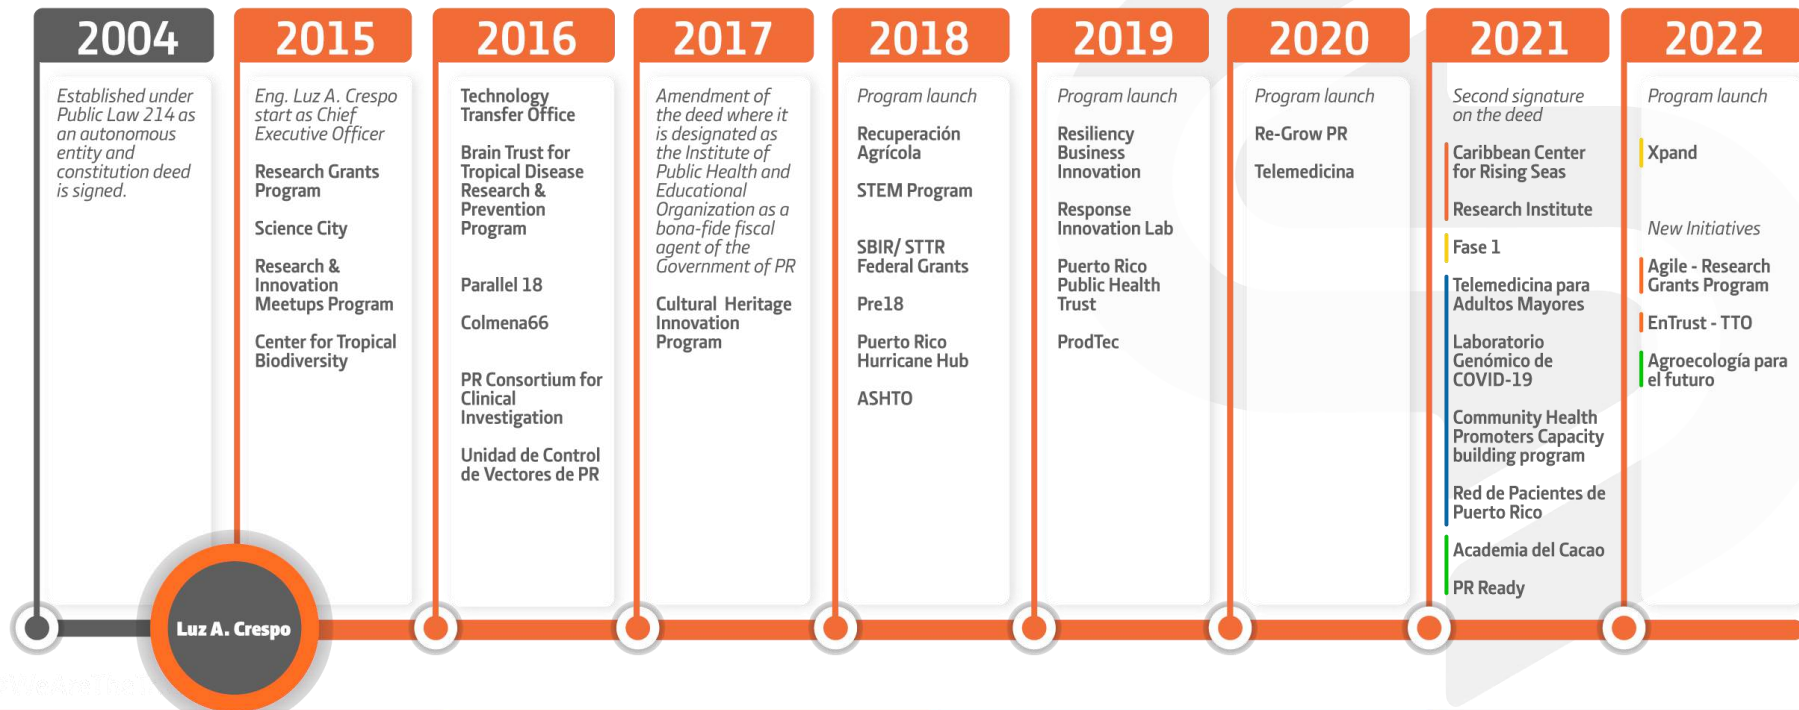 2004
Established under
Public Law 214 as
an autonomous
entity and
constitution deed
is signed.
2015
Eng. Luz A. Crespo
start as Chief
Executive Officer
Research Grants
Program
Science City
Research &
Innovation
Meetups Program
Center for Tropical
Biodiversity
2016
Technology
Transfer Office
Brain Trust for
Tropical Disease
Research &
Prevention
Program
Parallel 18
Colmena66
PR Consortium for
Clinical
Investigation
Unidad de Control
de Vectores de PR
2017
Amendment of
the deed where it
is designated as
the Institute of
Public Health and
Educational
Organization as a
bona-fide fiscal
agent of the
Government of PR
Cultural Heritage
Innovation
Program
2018
Program launch
Recuperación
Agrícola
STEM Program
SBIR/ STTR
Federal Grants
Pre18
Puerto Rico
Hurricane Hub
ASHTO
2019
Program launch
Resiliency
Business
Innovation
Response
Innovation Lab
Puerto Rico
Public Health
Trust
ProdTec
2020
Program launch
Re-Grow PR
Telemedicina
2021
Second signature
on the deed
Caribbean Center
for Rising Seas
Research Institute
Fase 1
Telemedicina para
Adultos Mayores
Laboratorio
Genómico de
COVID-19
Community Health
Promoters Capacity
building program
Red de Pacientes de
Puerto Rico
Academia del Cacao
PR Ready
2022
Program launch
Xpand
New Initiatives
Agile - Research
Grants Program
EnTrust - TTO
Agroecología para
el futuro
Luz A. Crespo